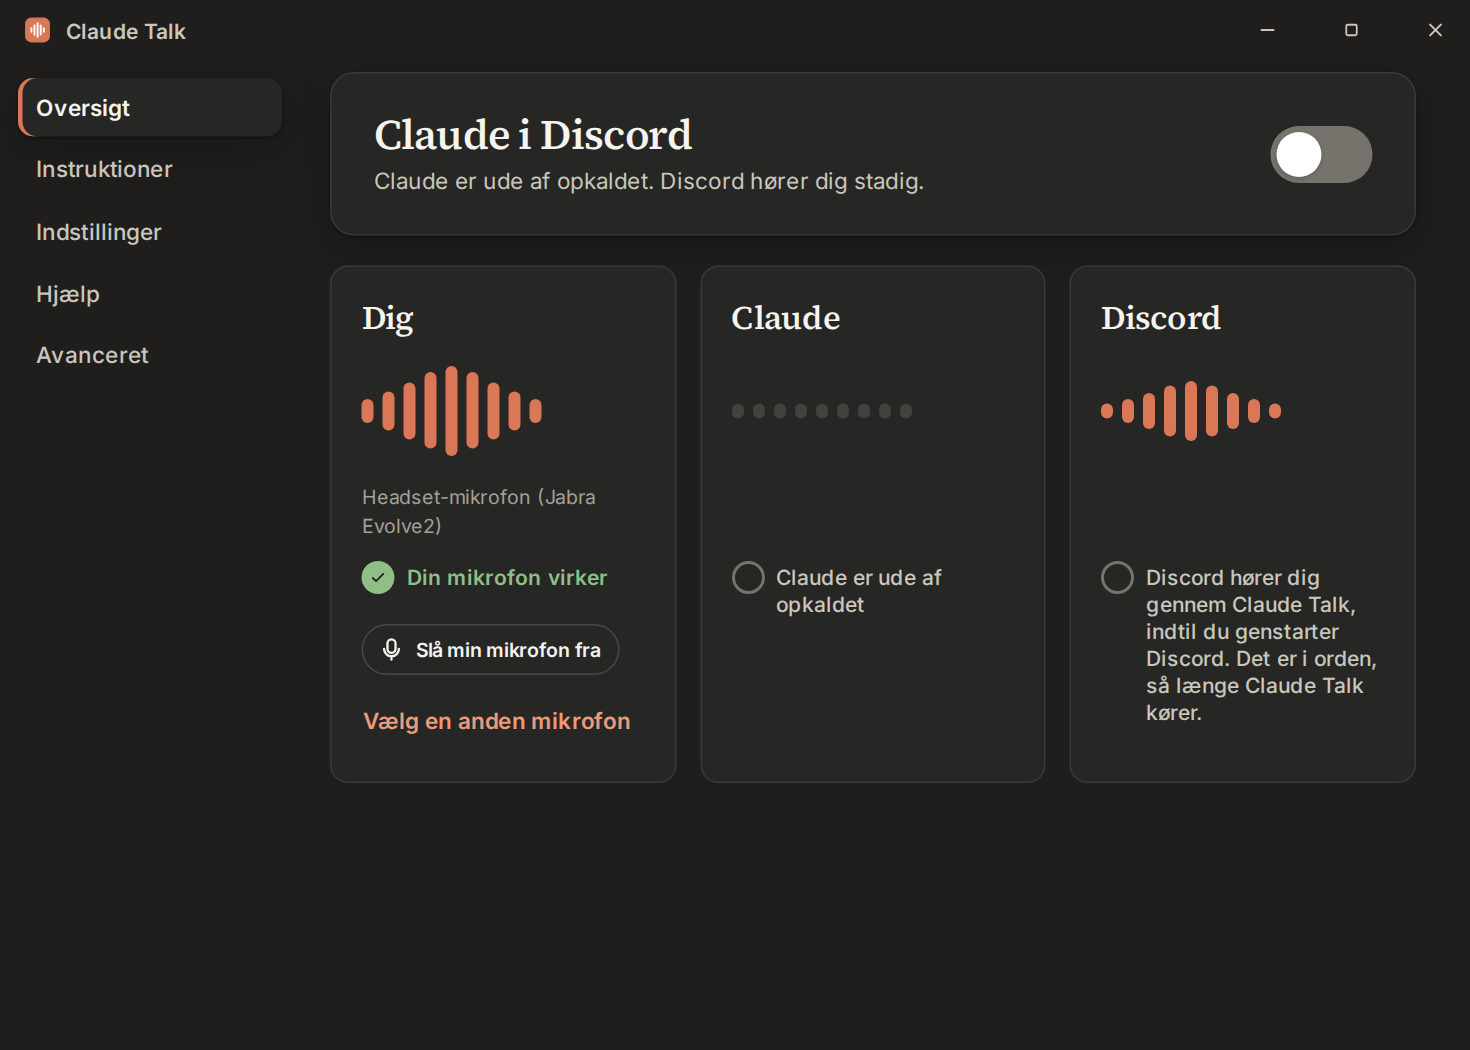 Claude Talk
Oversigt
Instruktioner
Indstillinger
Hjælp
Avanceret
Claude i Discord
Claude er ude af opkaldet. Discord hører dig stadig.
Dig
Headset-mikrofon (Jabra
Evolve2)
Din mikrofon virker
Slå min mikrofon fra
Vælg en anden mikrofon
Claude
Claude er ude af
opkaldet
Discord
Discord hører dig
gennem Claude Talk,
indtil du genstarter
Discord. Det er i orden,
så længe Claude Talk
kører.